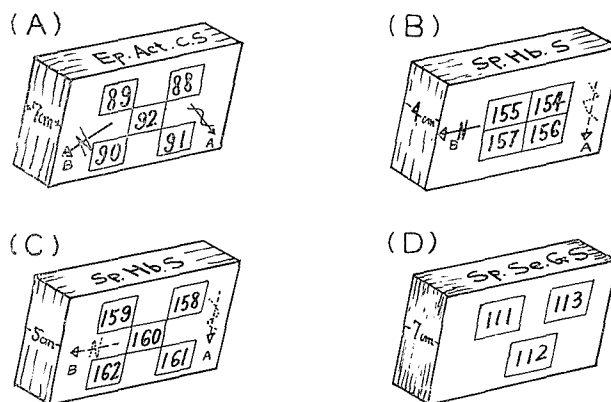 (A)
Ep. Act. C. S
7cm
89 88
92
90 91
B A
(B)
Sp. Hb. S
4cm
155 154
157 156
B A
(C)
Sp. Hb. S
5cm
159 158
160
162 161
B A
(D)
Sp. Se. G. S
7cm
111 113
112